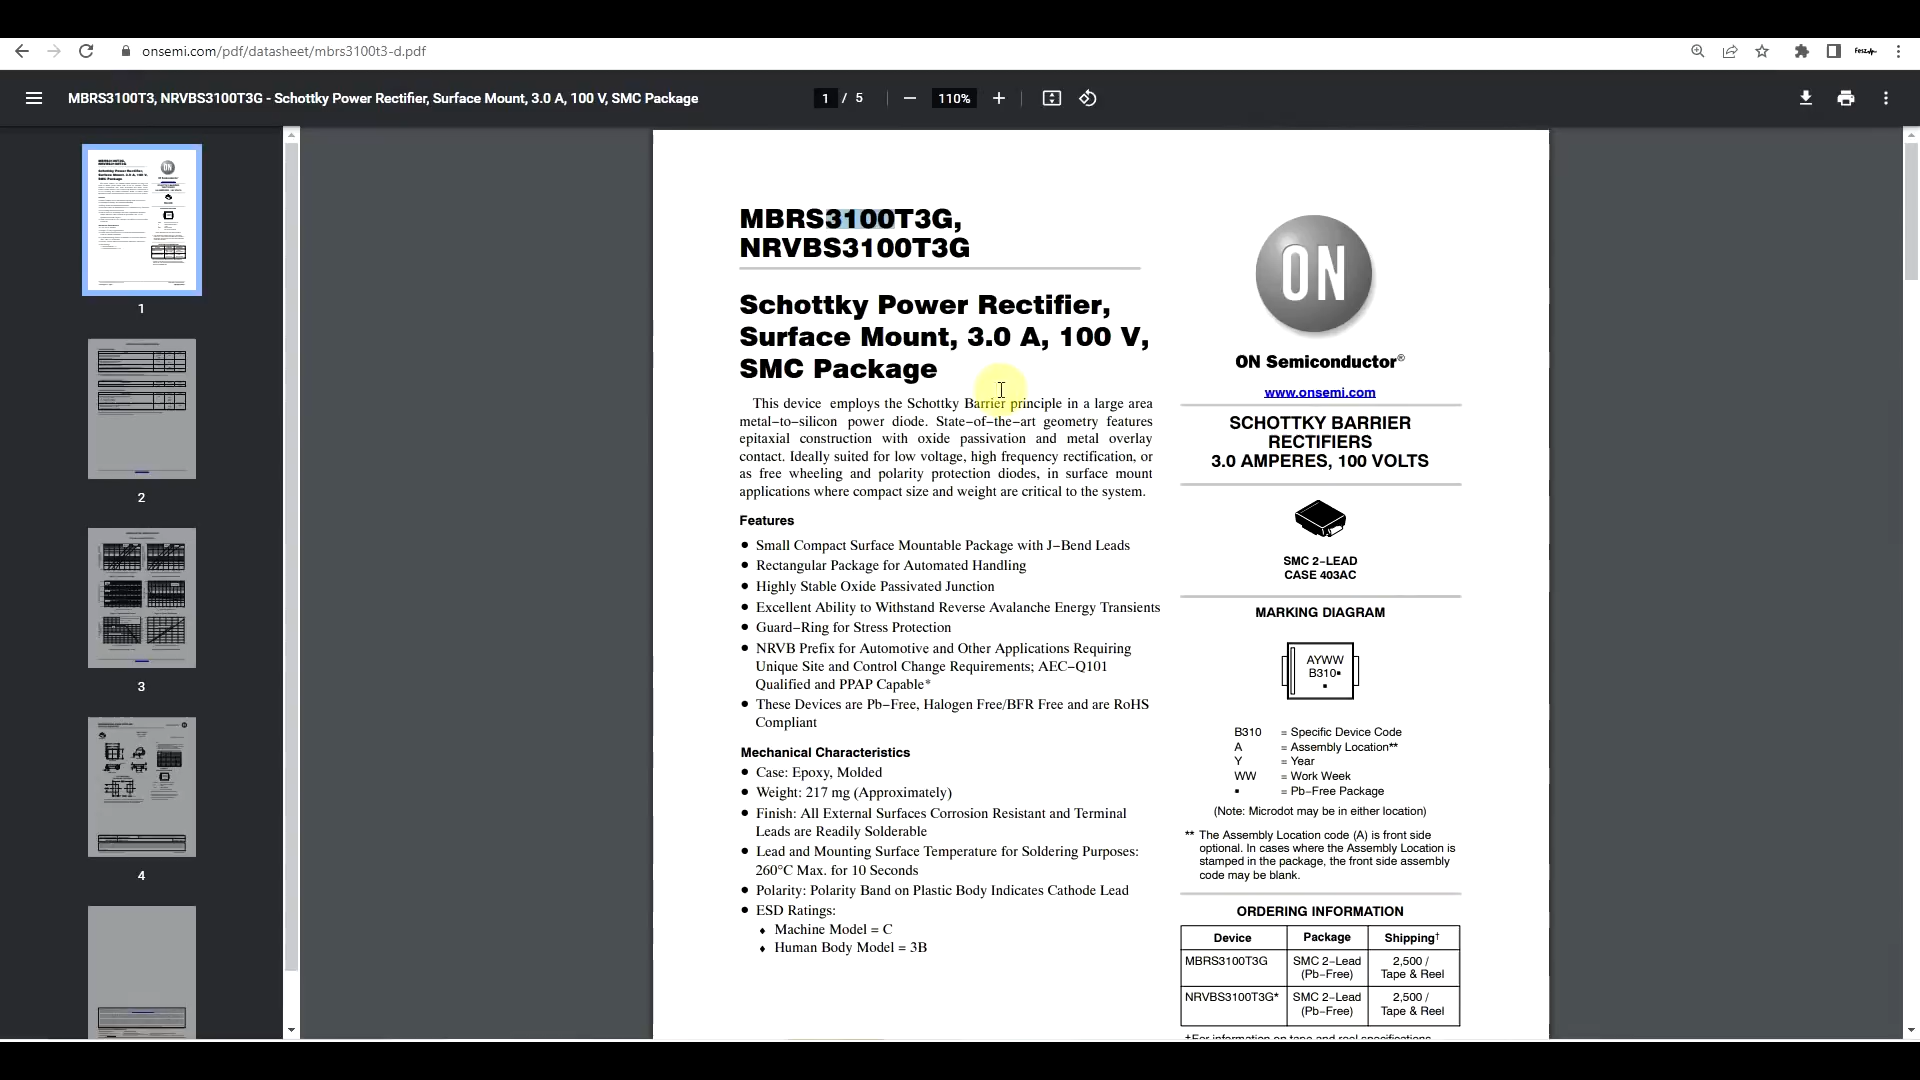 onsemi.com/pdf/datasheet/mbrs3100t3-d.pdf
MBRS3100T3, NRVBS3100T3G - Schottky Power Rectifier, Surface Mount, 3.0 A, 100 V, SMC Package
1 / 5
110%
1
2
3
4
MBRS3100T3G,
NRVBS3100T3G
Schottky Power Rectifier,
Surface Mount, 3.0 A, 100 V,
SMC Package
This device employs the Schottky Barrier principle in a large area
metal−to−silicon power diode. State−of−the−art geometry features
epitaxial construction with oxide passivation and metal overlay
contact. Ideally suited for low voltage, high frequency rectification, or
as free wheeling and polarity protection diodes, in surface mount
applications where compact size and weight are critical to the system.
Features
• Small Compact Surface Mountable Package with J−Bend Leads
• Rectangular Package for Automated Handling
• Highly Stable Oxide Passivated Junction
• Excellent Ability to Withstand Reverse Avalanche Energy Transients
• Guard−Ring for Stress Protection
• NRVB Prefix for Automotive and Other Applications Requiring
Unique Site and Control Change Requirements; AEC−Q101
Qualified and PPAP Capable*
• These Devices are Pb−Free, Halogen Free/BFR Free and are RoHS
Compliant
Mechanical Characteristics
• Case: Epoxy, Molded
• Weight: 217 mg (Approximately)
• Finish: All External Surfaces Corrosion Resistant and Terminal
Leads are Readily Solderable
• Lead and Mounting Surface Temperature for Soldering Purposes:
260°C Max. for 10 Seconds
• Polarity: Polarity Band on Plastic Body Indicates Cathode Lead
• ESD Ratings:
♦ Machine Model = C
♦ Human Body Model = 3B
ON
ON Semiconductor®
www.onsemi.com
SCHOTTKY BARRIER
RECTIFIERS
3.0 AMPERES, 100 VOLTS
SMC 2−LEAD
CASE 403AC
MARKING DIAGRAM
AYWW
B310▪
▪
B310 = Specific Device Code
A = Assembly Location**
Y = Year
WW = Work Week
▪ = Pb−Free Package
(Note: Microdot may be in either location)
** The Assembly Location code (A) is front side
optional. In cases where the Assembly Location is
stamped in the package, the front side assembly
code may be blank.
ORDERING INFORMATION
Device Package Shipping†
MBRS3100T3G SMC 2−Lead (Pb−Free) 2,500 / Tape & Reel
NRVBS3100T3G* SMC 2−Lead (Pb−Free) 2,500 / Tape & Reel
†For information on tape and reel specifications,